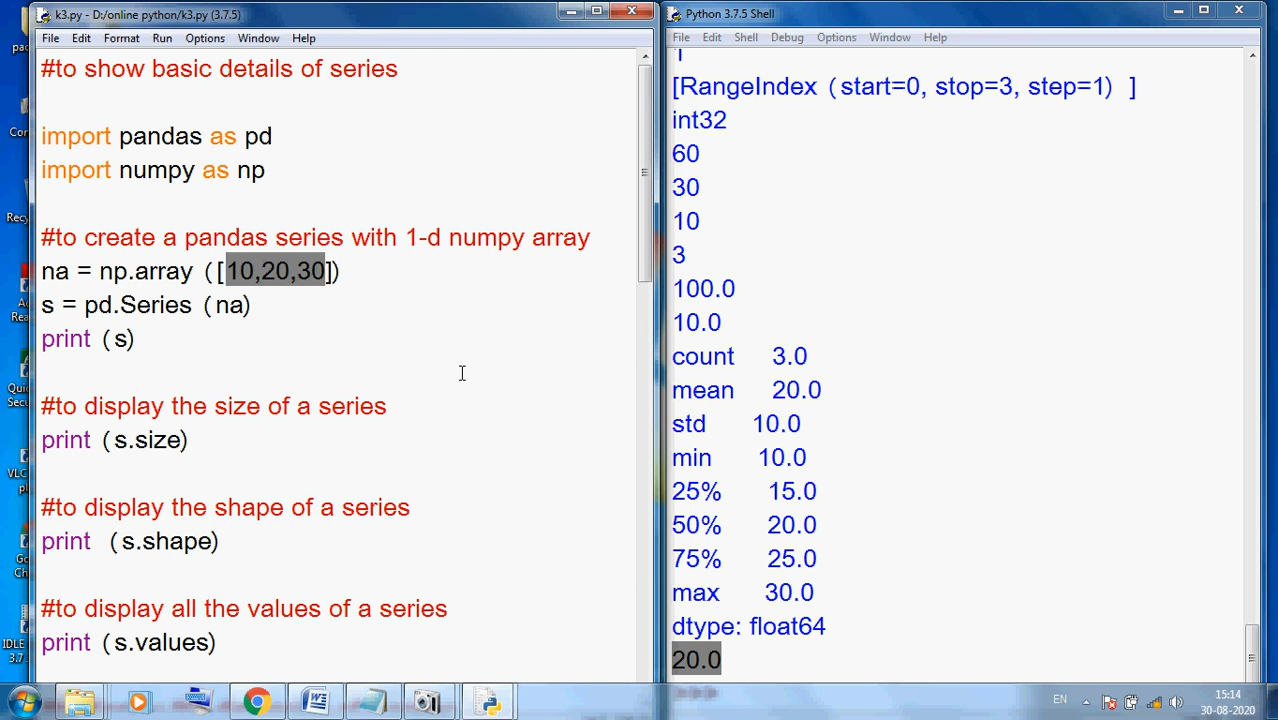 k3.py - D:/online python/k3.py (3.7.5)
File Edit Format Run Options Window Help
#to show basic details of series
import pandas as pd
import numpy as np
#to create a pandas series with 1-d numpy array
na = np.array ([10,20,30])
s = pd.Series (na)
print (s)
#to display the size of a series
print (s.size)
#to display the shape of a series
print (s.shape)
#to display all the values of a series
print (s.values)
Python 3.7.5 Shell
File Edit Shell Debug Options Window Help
[RangeIndex (start=0, stop=3, step=1) ]
int32
60
30
10
3
100.0
10.0
count 3.0
mean 20.0
std 10.0
min 10.0
25% 15.0
50% 20.0
75% 25.0
max 30.0
dtype: float64
20.0
IDLE
3.7
EN
15:14
30-08-2020